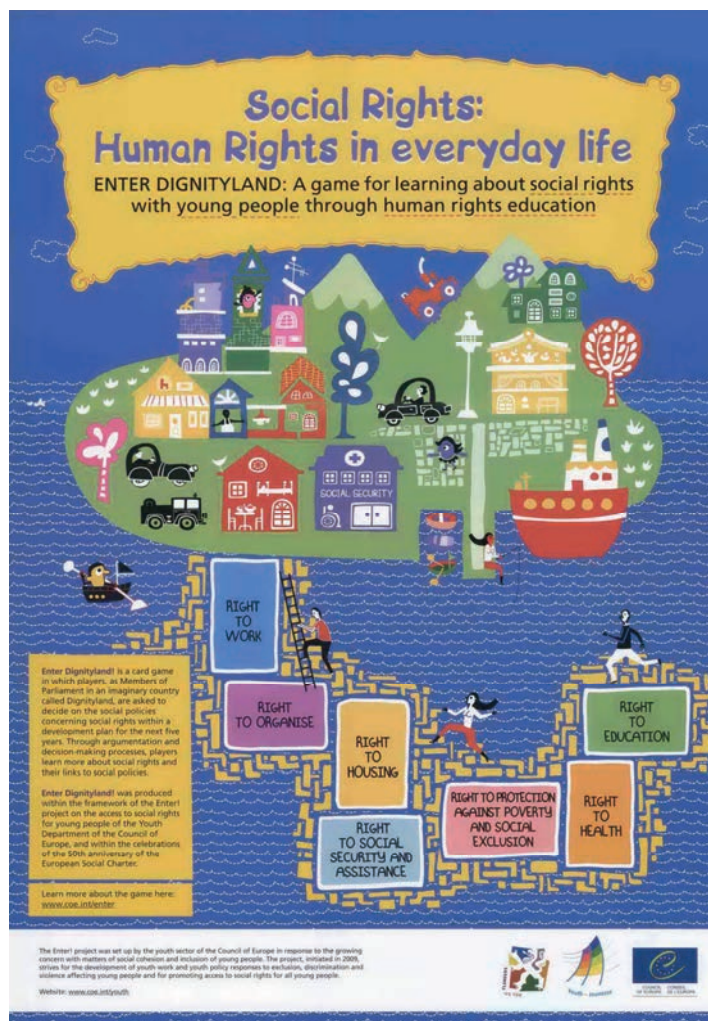 Social Rights:
Human Rights in everyday life
ENTER DIGNITYLAND: A game for learning about social rights
with young people through human rights education
h
SOCIAL SECURITY
RIGHT
TO
WORK
RIGHT
TO ORGANISE
RIGHT
TO
HOUSING
RIGHT
TO SOCIAL
SECURITY AND
ASSISTANCE
RIGHT TO PROTECTION
AGAINST POVERTY
AND SOCIAL
EXCLUSION
RIGHT
TO
HEALTH
RIGHT
TO
EDUCATION
Enter Dignityland! is a card game
in which players, as Members of
Parliament in an imaginary country
called Dignityland, are asked to
decide on the social policies
concerning social rights within a
development plan for the next five
years. Through argumentation and
decision-making processes, players
learn more about social rights and
their links to social policies.
Enter Dignityland! was produced
within the framework of the Enter!
project on the access to social rights
for young people of the Youth
Department of the Council of
Europe, and within the celebrations
of the 50th anniversary of the
European Social Charter.
Learn more about the game here:
www.coe.int/enter
The Enter! project was set up by the youth sector of the Council of Europe in response to the growing
concern with matters of social cohesion and inclusion of young people. The project, initiated in 2009,
strives for the development of youth work and youth policy responses to exclusion, discrimination and
violence affecting young people and for promoting access to social rights for all young people.
Website: www.coe.int/youth
COUNCIL CONSEIL
OF EUROPE DE L'EUROPE